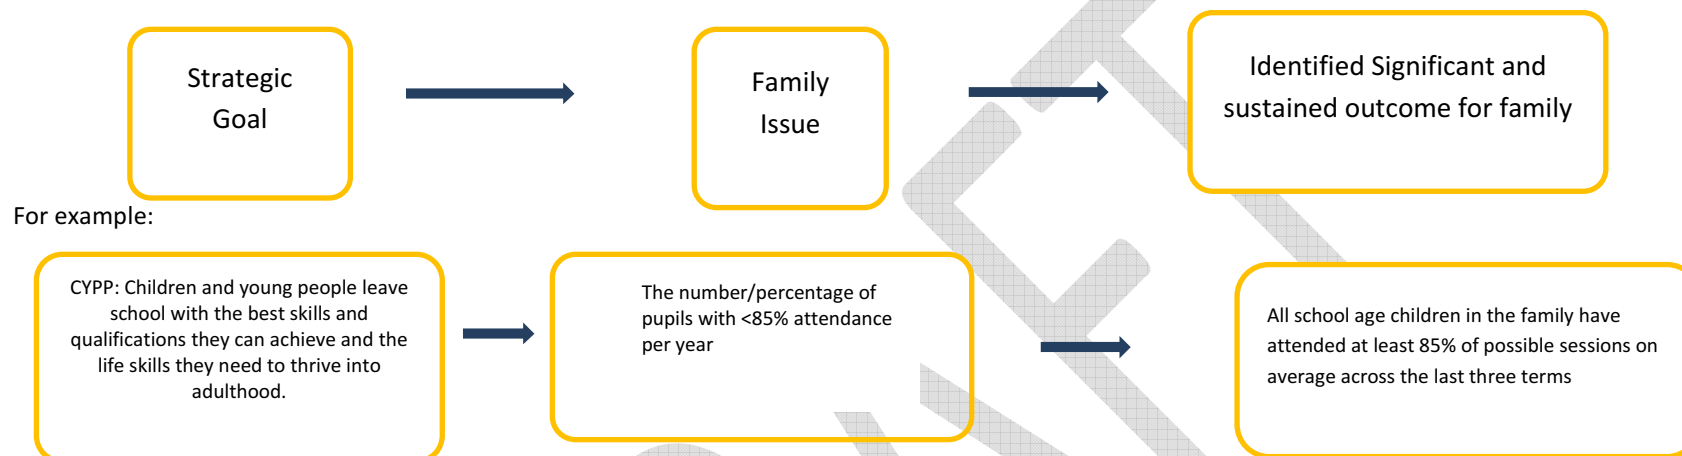 Strategic
Goal
Family
Issue
Identified Significant and
sustained outcome for family
For example:
CYPP: Children and young people leave
school with the best skills and
qualifications they can achieve and the
life skills they need to thrive into
adulthood.
The number/percentage of
pupils with <85% attendance
per year
All school age children in the family have
attended at least 85% of possible sessions on
average across the last three terms